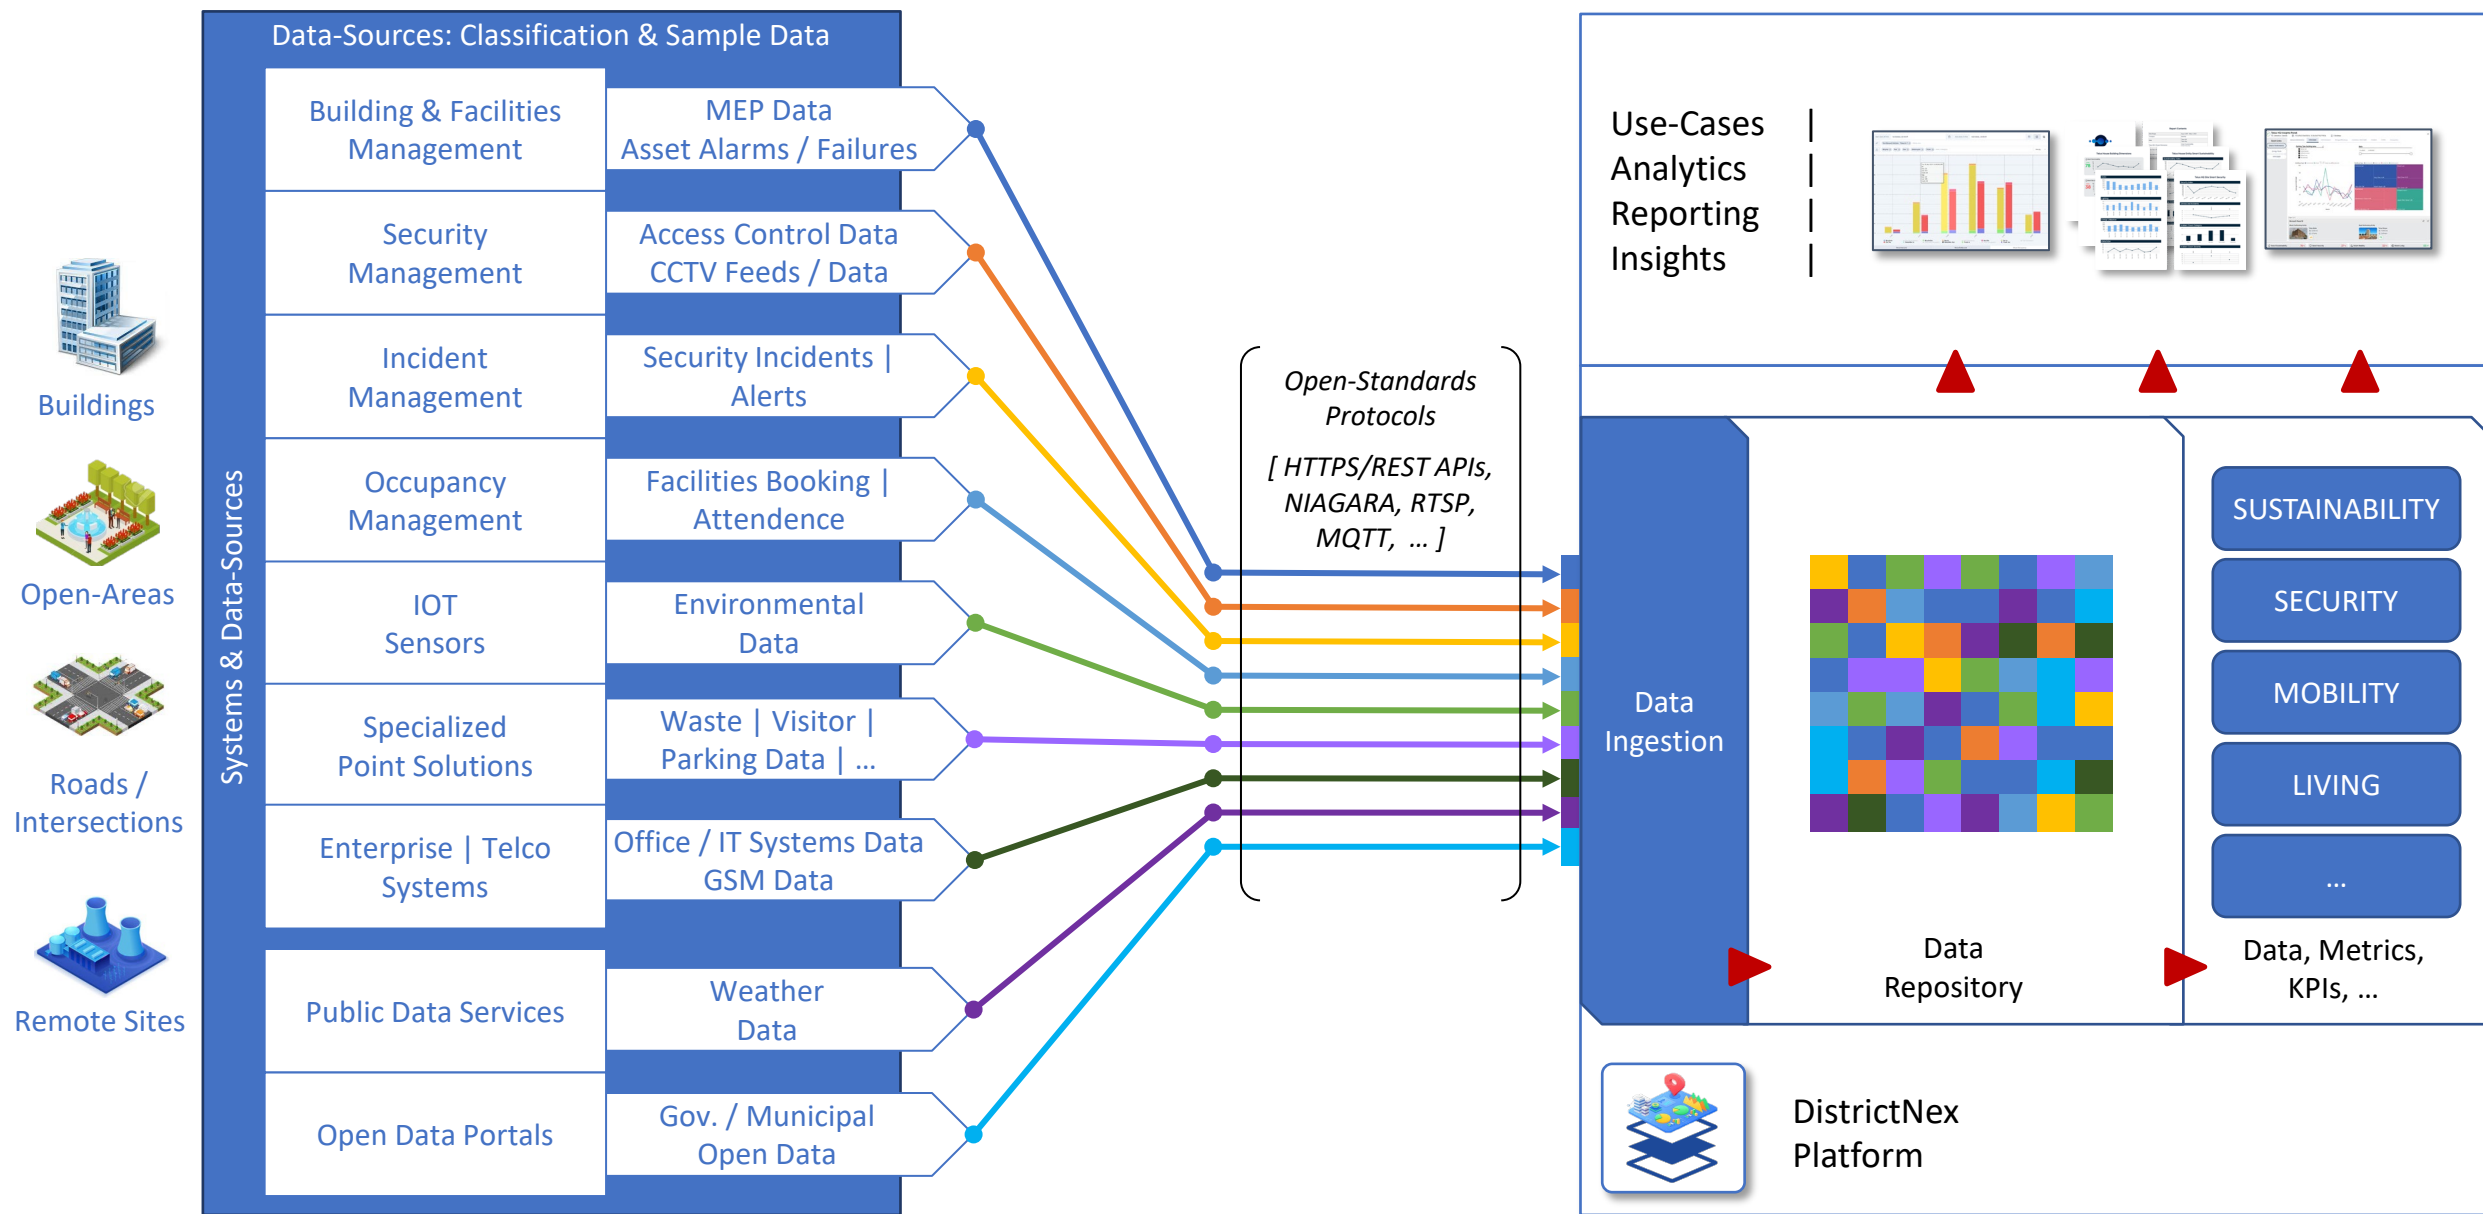 Data-Sources: Classification & Sample Data
Buildings
Open-Areas
Roads /
Intersections
Remote Sites
Systems & Data-Sources
Building & Facilities
Management
MEP Data
Asset Alarms / Failures
Security
Management
Access Control Data
CCTV Feeds / Data
Incident
Management
Security Incidents |
Alerts
Occupancy
Management
Facilities Booking |
Attendence
IOT
Sensors
Environmental
Data
Specialized
Point Solutions
Waste | Visitor |
Parking Data | ...
Enterprise | Telco
Systems
Office / IT Systems Data
GSM Data
Public Data Services
Weather
Data
Open Data Portals
Gov. / Municipal
Open Data
Open-Standards
Protocols
[ HTTPS/REST APIs,
NIAGARA, RTSP,
MQTT, ... ]
Use-Cases |
Analytics |
Reporting |
Insights |
Data
Ingestion
Data
Repository
SUSTAINABILITY
SECURITY
MOBILITY
LIVING
...
Data, Metrics,
KPIs, ...
DistrictNex
Platform